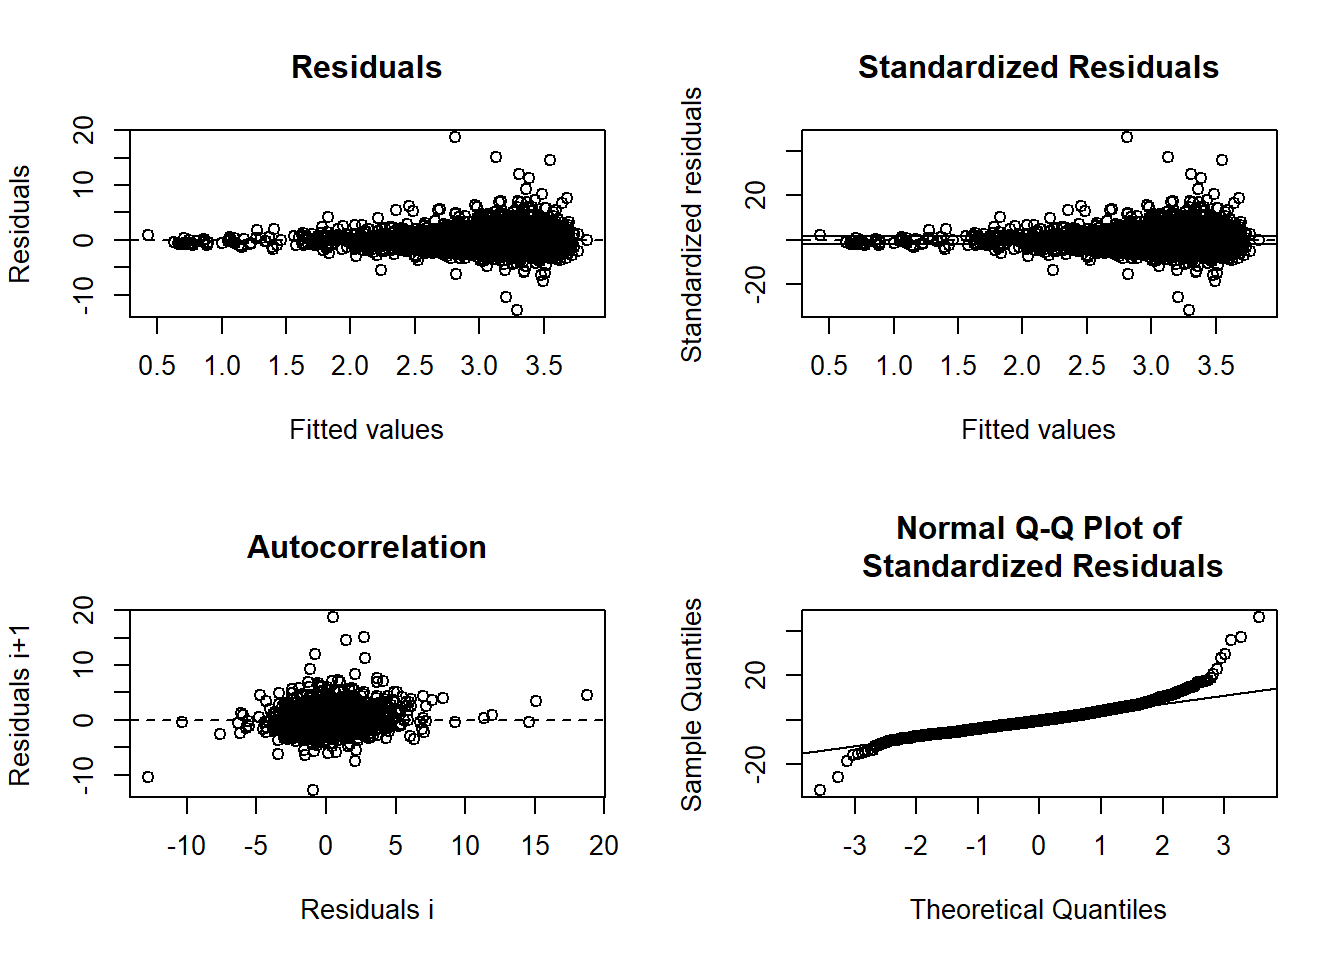 Residuals
Residuals
20
10
0
-10
0.5 1.0 1.5 2.0 2.5 3.0 3.5
Fitted values
Standardized Residuals
Standardized residuals
20
-20
0.5 1.0 1.5 2.0 2.5 3.0 3.5
Fitted values
Autocorrelation
Residuals i+1
20
10
0
-10
-10 -5 0 5 10 15 20
Residuals i
Normal Q-Q Plot of
Standardized Residuals
Sample Quantiles
20
-20
-3 -2 -1 0 1 2 3
Theoretical Quantiles